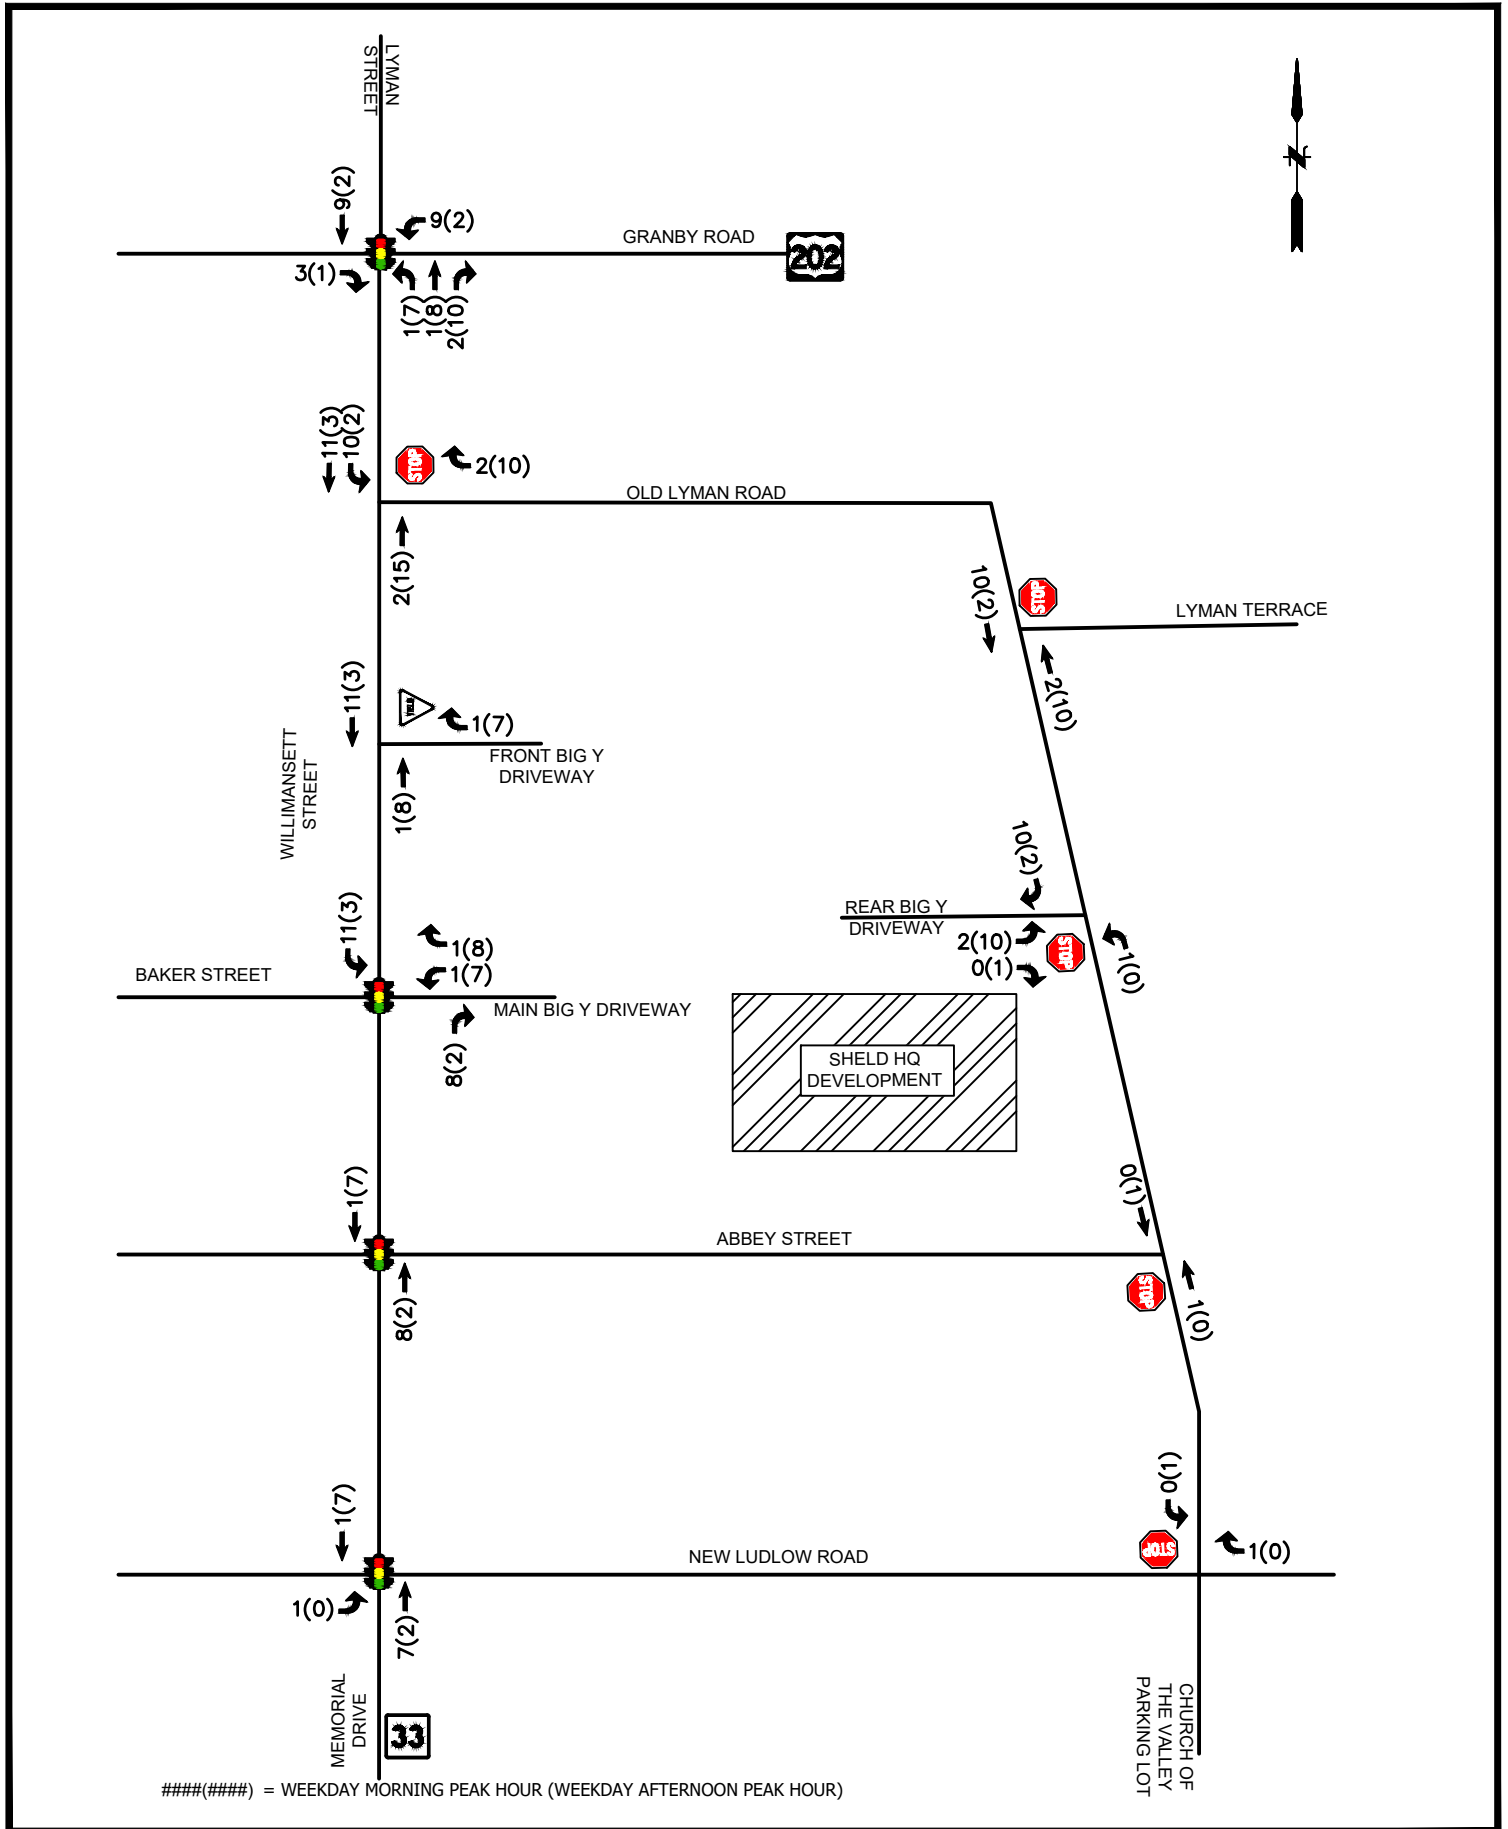 LYMAN
STREET
9(2)
9(2)
GRANBY ROAD
202
3(1)
1(7)
1(8)
2(10)
11(3)
10(2)
STOP
2(10)
OLD LYMAN ROAD
2(15)
10(2)
STOP
LYMAN TERRACE
2(10)
11(3)
YIELD
1(7)
FRONT BIG Y
DRIVEWAY
WILLIMANSETT
STREET
1(8)
10(2)
REAR BIG Y
DRIVEWAY
2(10)
0(1)
STOP
1(0)
11(3)
1(8)
1(7)
BAKER STREET
MAIN BIG Y DRIVEWAY
8(2)
SHELD HQ
DEVELOPMENT
1(7)
0(1)
ABBEY STREET
8(2)
STOP
1(0)
0(1)
1(7)
NEW LUDLOW ROAD
STOP
1(0)
1(0)
7(2)
MEMORIAL
DRIVE
33
CHURCH OF
THE VALLEY
PARKING LOT
####(####) = WEEKDAY MORNING PEAK HOUR (WEEKDAY AFTERNOON PEAK HOUR)